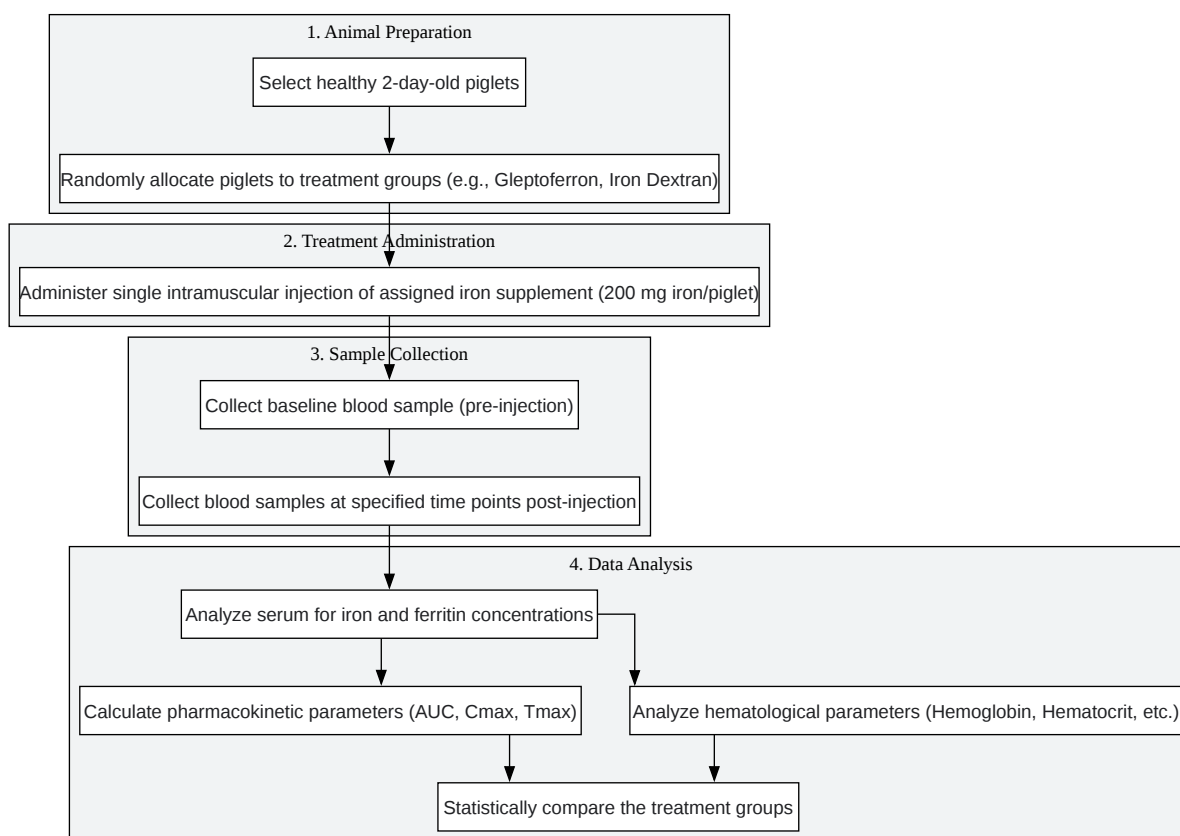 1. Animal Preparation
Select healthy 2-day-old piglets
Randomly allocate piglets to treatment groups (e.g., Gleptoferron, Iron Dextran)
2. Treatment Administration
Administer single intramuscular injection of assigned iron supplement (200 mg iron/piglet)
3. Sample Collection
Collect baseline blood sample (pre-injection)
Collect blood samples at specified time points post-injection
4. Data Analysis
Analyze serum for iron and ferritin concentrations
Calculate pharmacokinetic parameters (AUC, Cmax, Tmax)
Analyze hematological parameters (Hemoglobin, Hematocrit, etc.)
Statistically compare the treatment groups